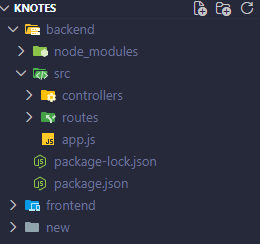 KNOTES
backend
node_modules
src
controllers
routes
app.js
package-lock.json
package.json
frontend
new